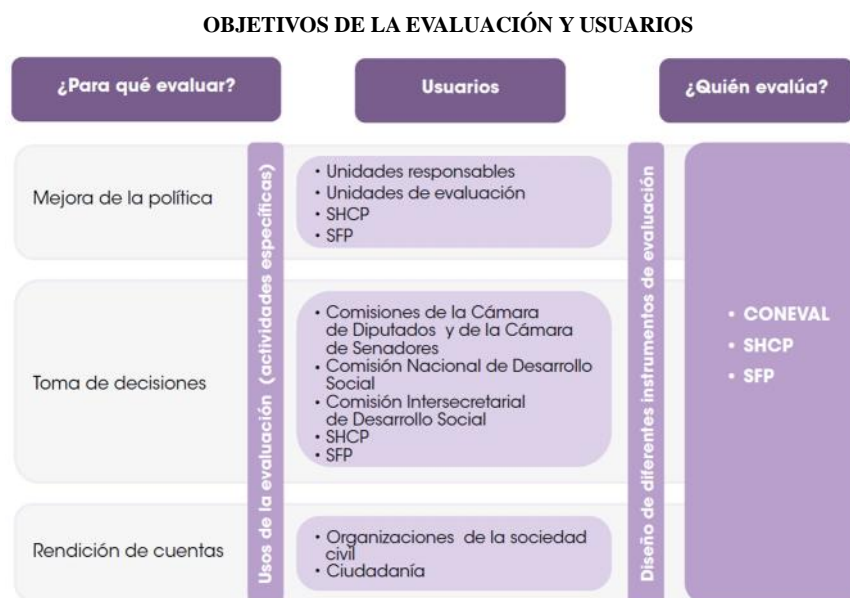 OBJETIVOS DE LA EVALUACIÓN Y USUARIOS
¿Para qué evaluar?
Usuarios
¿Quién evalúa?
Mejora de la política
Usos de la evaluación (actividades específicas)
• Unidades responsables
• Unidades de evaluación
• SHCP
• SFP
Diseño de diferentes instrumentos de evaluación
• CONEVAL
• SHCP
• SFP
Toma de decisiones
• Comisiones de la Cámara
de Diputados y de la Cámara
de Senadores
• Comisión Nacional de Desarrollo
Social
• Comisión Intersecretarial
de Desarrollo Social
• SHCP
• SFP
Rendición de cuentas
• Organizaciones de la sociedad
civil
• Ciudadanía